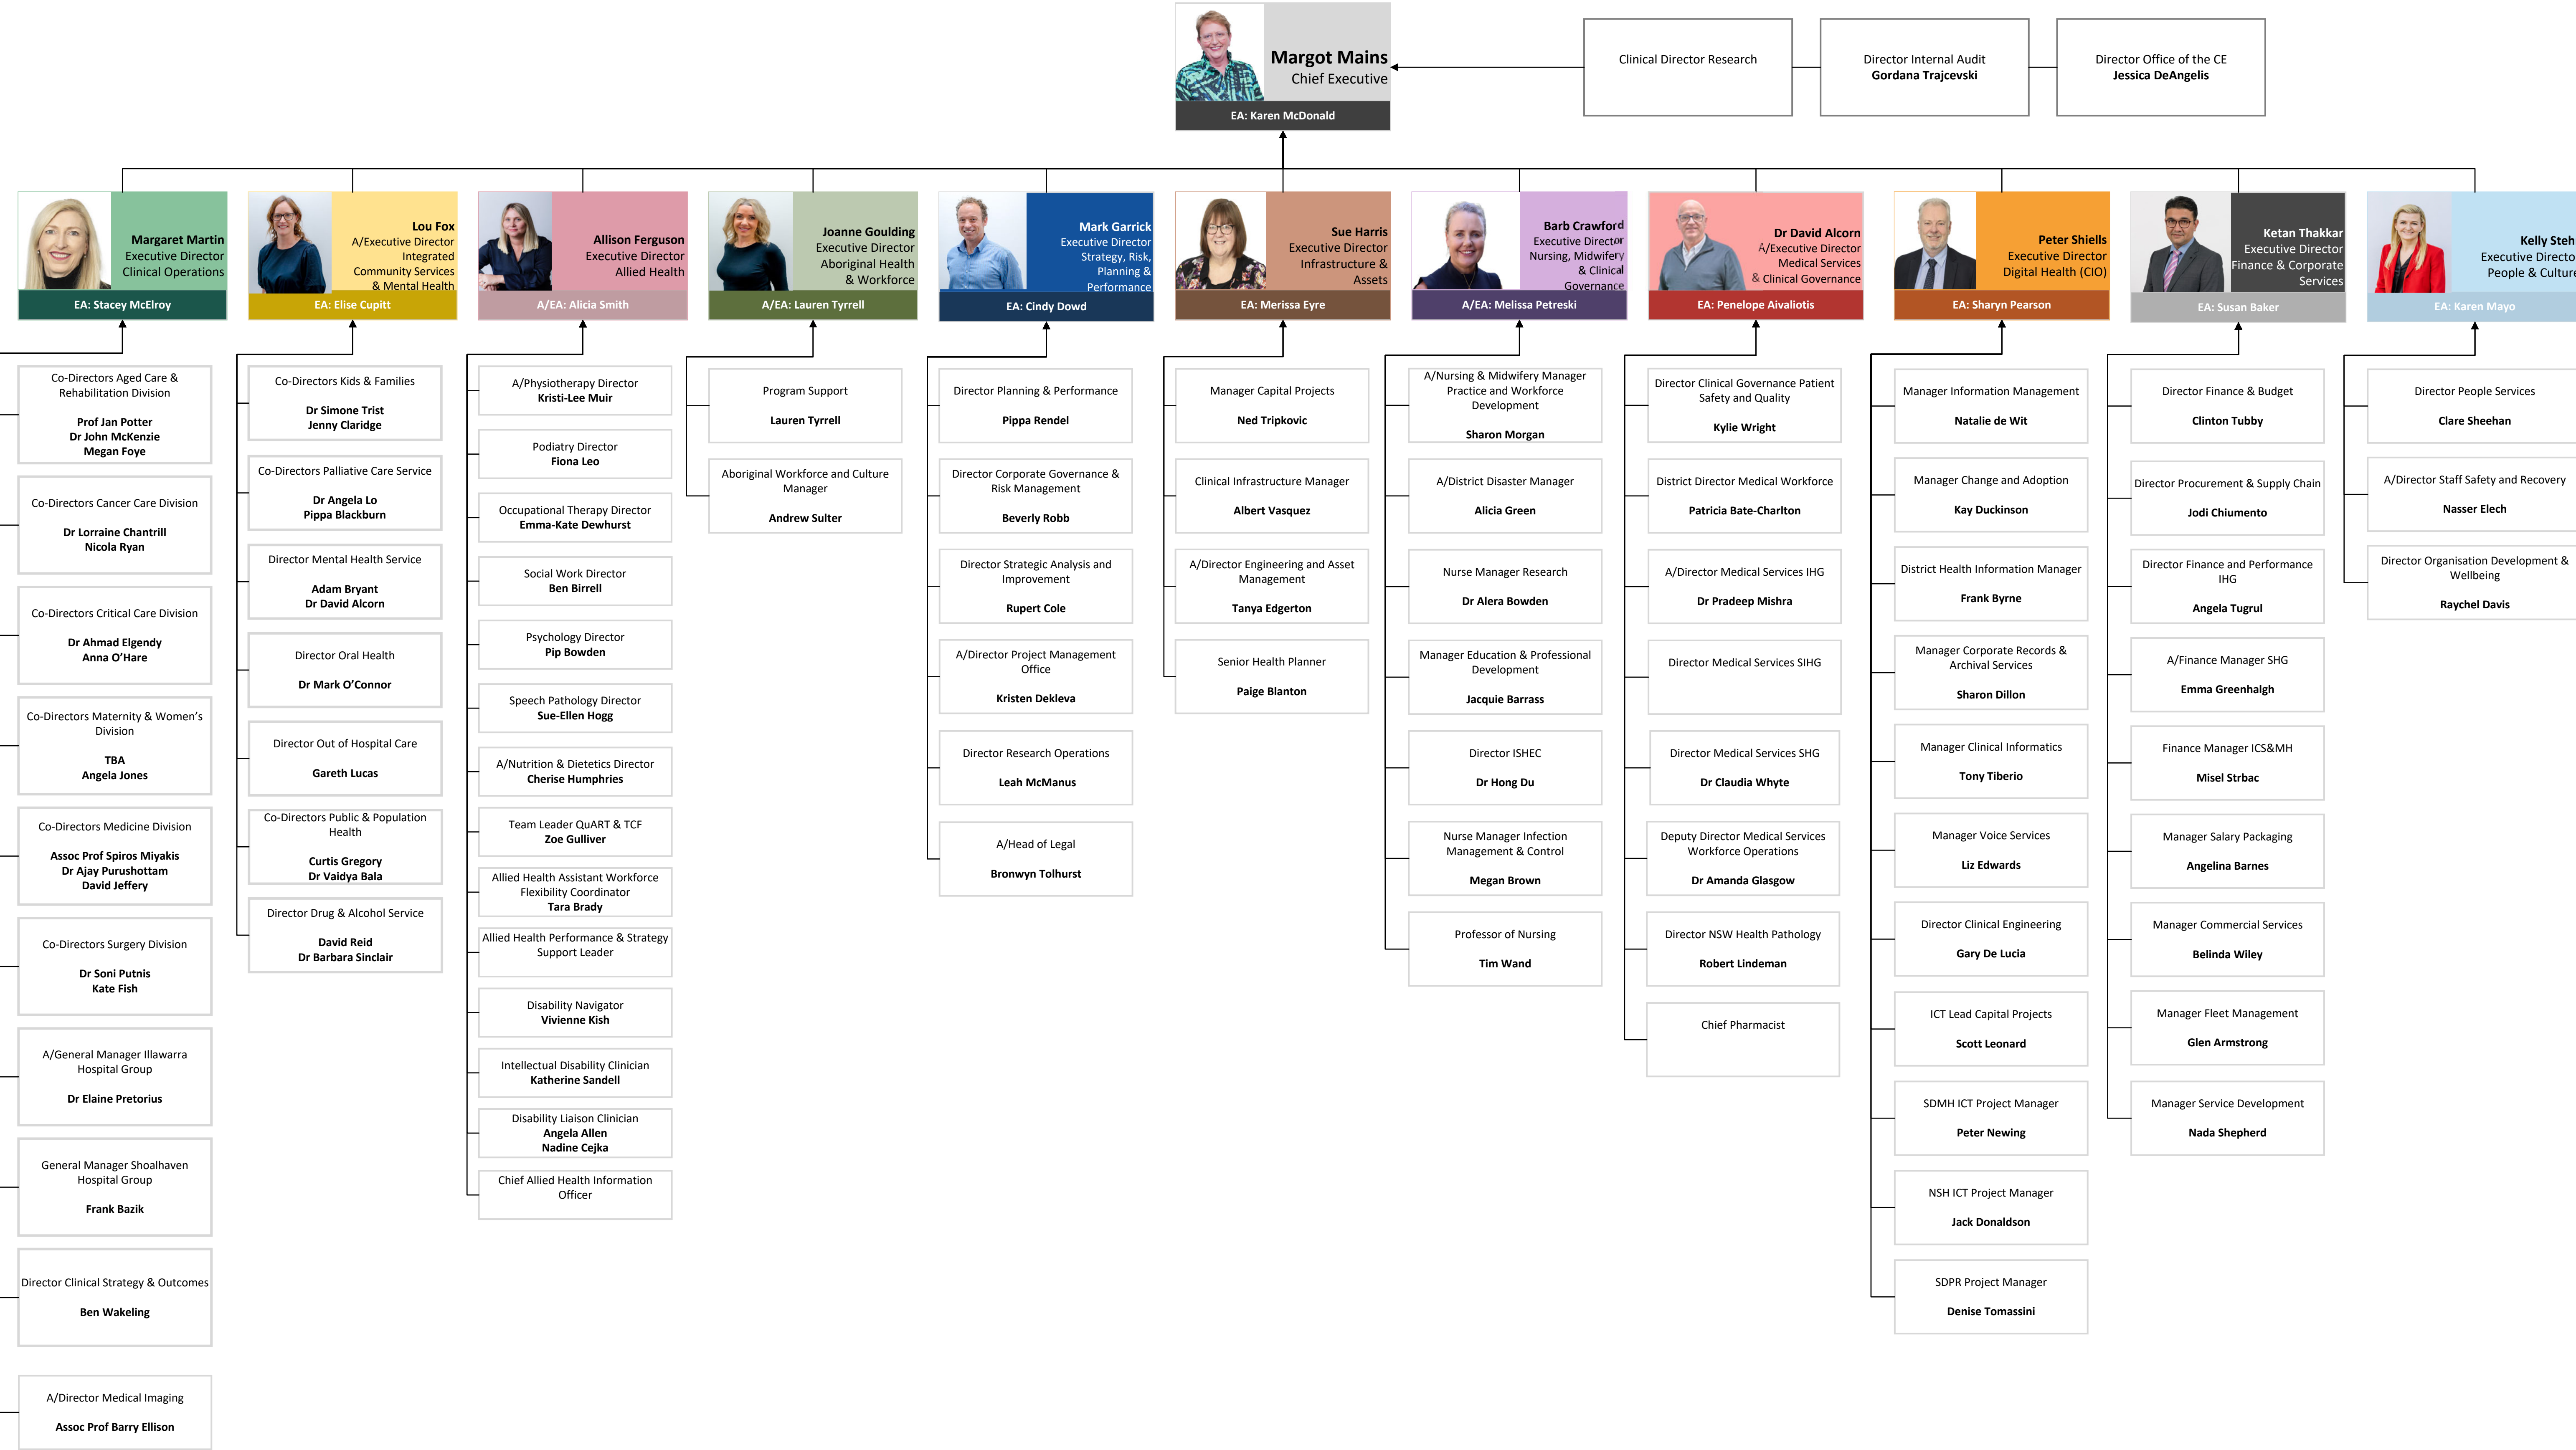 Margot Mains
Chief Executive
EA: Karen McDonald
Clinical Director Research
Director Internal Audit
Gordana Trajcevski
Director Office of the CE
Jessica DeAngelis
Margaret Martin
Executive Director
Clinical Operations
EA: Stacey McElroy
Co-Directors Aged Care &
Rehabilitation Division
Prof Jan Potter
Dr John McKenzie
Megan Foye
Co-Directors Cancer Care Division
Dr Lorraine Chantrill
Nicola Ryan
Co-Directors Critical Care Division
Dr Ahmad Elgendy
Anna O’Hare
Co-Directors Maternity & Women’s
Division
TBA
Angela Jones
Co-Directors Medicine Division
Assoc Prof Spiros Miyakis
Dr Ajay Purushottam
David Jeffery
Co-Directors Surgery Division
Dr Soni Putnis
Kate Fish
A/General Manager Illawarra
Hospital Group
Dr Elaine Pretorius
General Manager Shoalhaven
Hospital Group
Frank Bazik
Director Clinical Strategy & Outcomes
Ben Wakeling
A/Director Medical Imaging
Assoc Prof Barry Ellison
Lou Fox
A/Executive Director
Integrated
Community Services
& Mental Health
EA: Elise Cupitt
Co-Directors Kids & Families
Dr Simone Trist
Jenny Claridge
Co-Directors Palliative Care Service
Dr Angela Lo
Pippa Blackburn
Director Mental Health Service
Adam Bryant
Dr David Alcorn
Director Oral Health
Dr Mark O’Connor
Director Out of Hospital Care
Gareth Lucas
Co-Directors Public & Population
Health
Curtis Gregory
Dr Vaidya Bala
Director Drug & Alcohol Service
David Reid
Dr Barbara Sinclair
Allison Ferguson
Executive Director
Allied Health
A/EA: Alicia Smith
A/Physiotherapy Director
Kristi-Lee Muir
Podiatry Director
Fiona Leo
Occupational Therapy Director
Emma-Kate Dewhurst
Social Work Director
Ben Birrell
Psychology Director
Pip Bowden
Speech Pathology Director
Sue-Ellen Hogg
A/Nutrition & Dietetics Director
Cherise Humphries
Team Leader QuART & TCF
Zoe Gulliver
Allied Health Assistant Workforce
Flexibility Coordinator
Tara Brady
Allied Health Performance & Strategy
Support Leader
Disability Navigator
Vivienne Kish
Intellectual Disability Clinician
Katherine Sandell
Disability Liaison Clinician
Angela Allen
Nadine Cejka
Chief Allied Health Information
Officer
Joanne Goulding
Executive Director
Aboriginal Health
& Workforce
A/EA: Lauren Tyrrell
Program Support
Lauren Tyrrell
Aboriginal Workforce and Culture
Manager
Andrew Sulter
Mark Garrick
Executive Director
Strategy, Risk,
Planning &
Performance
EA: Cindy Dowd
Director Planning & Performance
Pippa Rendel
Director Corporate Governance &
Risk Management
Beverly Robb
Director Strategic Analysis and
Improvement
Rupert Cole
A/Director Project Management
Office
Kristen Dekleva
Director Research Operations
Leah McManus
A/Head of Legal
Bronwyn Tolhurst
Sue Harris
Executive Director
Infrastructure &
Assets
EA: Merissa Eyre
Manager Capital Projects
Ned Tripkovic
Clinical Infrastructure Manager
Albert Vasquez
A/Director Engineering and Asset
Management
Tanya Edgerton
Senior Health Planner
Paige Blanton
Barb Crawford
Executive Director
Nursing, Midwifery
& Clinical
Governance
A/EA: Melissa Petreski
A/Nursing & Midwifery Manager
Practice and Workforce
Development
Sharon Morgan
A/District Disaster Manager
Alicia Green
Nurse Manager Research
Dr Alera Bowden
Manager Education & Professional
Development
Jacquie Barrass
Director ISHEC
Dr Hong Du
Nurse Manager Infection
Management & Control
Megan Brown
Professor of Nursing
Tim Wand
Dr David Alcorn
A/Executive Director
Medical Services
& Clinical Governance
EA: Penelope Aivaliotis
Director Clinical Governance Patient
Safety and Quality
Kylie Wright
District Director Medical Workforce
Patricia Bate-Charlton
A/Director Medical Services IHG
Dr Pradeep Mishra
Director Medical Services SIHG
Director Medical Services SHG
Dr Claudia Whyte
Deputy Director Medical Services
Workforce Operations
Dr Amanda Glasgow
Director NSW Health Pathology
Robert Lindeman
Chief Pharmacist
Peter Shiells
Executive Director
Digital Health (CIO)
EA: Sharyn Pearson
Manager Information Management
Natalie de Wit
Manager Change and Adoption
Kay Duckinson
District Health Information Manager
Frank Byrne
Manager Corporate Records &
Archival Services
Sharon Dillon
Manager Clinical Informatics
Tony Tiberio
Manager Voice Services
Liz Edwards
Director Clinical Engineering
Gary De Lucia
ICT Lead Capital Projects
Scott Leonard
SDMH ICT Project Manager
Peter Newing
NSH ICT Project Manager
Jack Donaldson
SDPR Project Manager
Denise Tomassini
Ketan Thakkar
Executive Director
Finance & Corporate
Services
EA: Susan Baker
Director Finance & Budget
Clinton Tubby
Director Procurement & Supply Chain
Jodi Chiumento
Director Finance and Performance
IHG
Angela Tugrul
A/Finance Manager SHG
Emma Greenhalgh
Finance Manager ICS&MH
Misel Strbac
Manager Salary Packaging
Angelina Barnes
Manager Commercial Services
Belinda Wiley
Manager Fleet Management
Glen Armstrong
Manager Service Development
Nada Shepherd
Kelly Steh
Executive Directo
People & Culture
EA: Karen Mayo
Director People Services
Clare Sheehan
A/Director Staff Safety and Recovery
Nasser Elech
Director Organisation Development &
Wellbeing
Raychel Davis